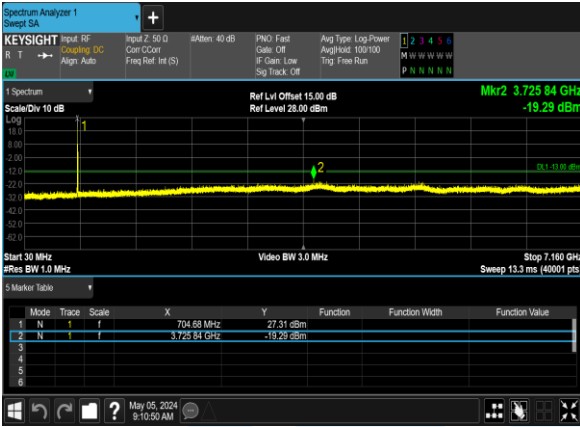 Spectrum Analyzer 1
Swept SA
KEYSIGHT Input: RF Input Z: 50 Ω #Atten: 40 dB PNO: Fast Avg Type: Log-Power 1 2 3 4 5 6
R T Coupling: DC Corr CCorr Gate: Off Avg|Hold: 100/100 M W W W W W
Align: Auto Freq Ref: Int (S) IF Gain: Low Trig: Free Run
Sig Track: Off P N N N N N
1 Spectrum
Ref Lvl Offset 15.00 dB Mkr2 3.725 84 GHz
Scale/Div 10 dB Ref Level 28.00 dBm -19.29 dBm
Log
18.0
8.00
-2.00
-12.0
-22.0
-32.0
-42.0
-52.0
-62.0
1
2
DL1 -13.00 dBm
Start 30 MHz Video BW 3.0 MHz Stop 7.160 GHz
#Res BW 1.0 MHz Sweep 13.3 ms (40001 pts
5 Marker Table
Mode Trace Scale X Y Function Function Width Function Value
1 N 1 f 704.68 MHz 27.31 dBm
2 N 1 f 3.725 84 GHz -19.29 dBm
3
4
5
6
? May 05, 2024
9:10:50 AM